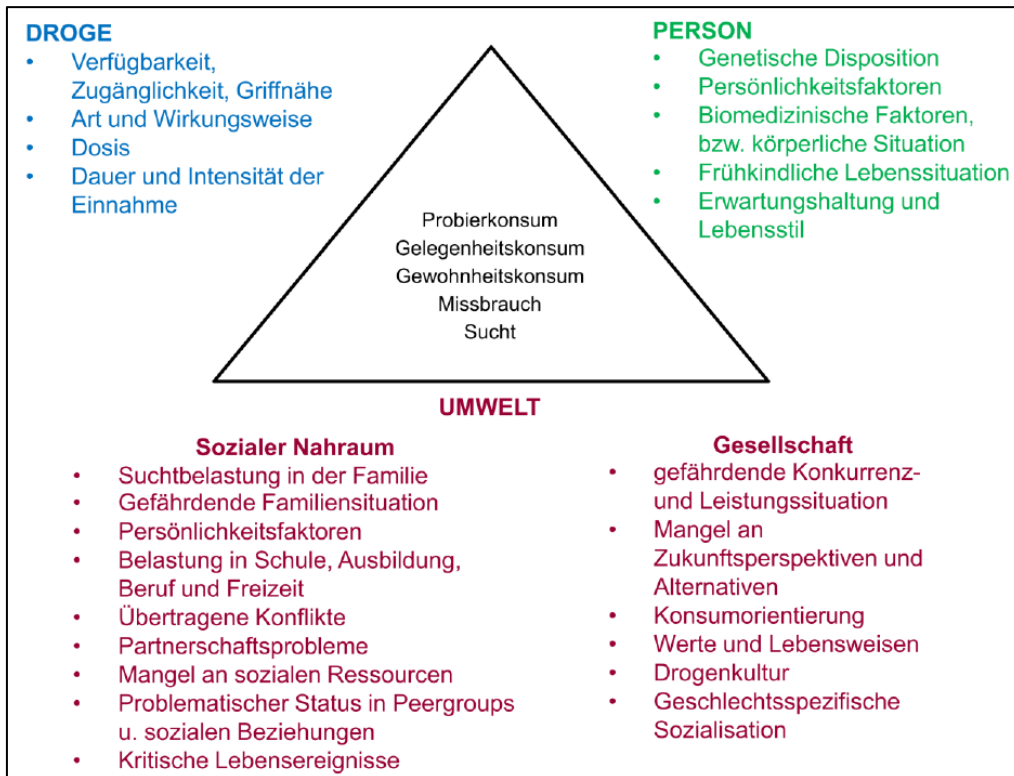 DROGE
• Verfügbarkeit,
Zugänglichkeit, Griffnähe
• Art und Wirkungsweise
• Dosis
• Dauer und Intensität der
Einnahme
PERSON
• Genetische Disposition
• Persönlichkeitsfaktoren
• Biomedizinische Faktoren,
bzw. körperliche Situation
• Frühkindliche Lebenssituation
• Erwartungshaltung und
Lebensstil
Probierkonsum
Gelegenheitskonsum
Gewohnheitskonsum
Missbrauch
Sucht
UMWELT
Sozialer Nahraum
• Suchtbelastung in der Familie
• Gefährdende Familiensituation
• Persönlichkeitsfaktoren
• Belastung in Schule, Ausbildung,
Beruf und Freizeit
• Übertragene Konflikte
• Partnerschaftsprobleme
• Mangel an sozialen Ressourcen
• Problematischer Status in Peergroups
u. sozialen Beziehungen
• Kritische Lebensereignisse
Gesellschaft
• gefährdende Konkurrenz-
und Leistungssituation
• Mangel an
Zukunftsperspektiven und
Alternativen
• Konsumorientierung
• Werte und Lebensweisen
• Drogenkultur
• Geschlechtsspezifische
Sozialisation